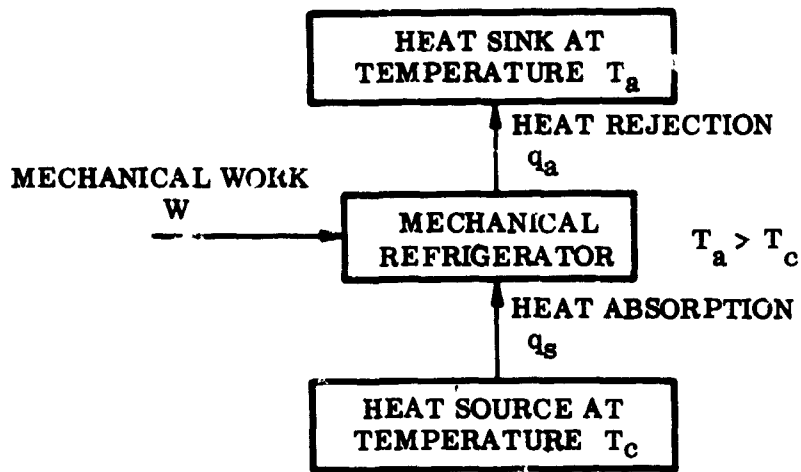 HEAT SINK AT
TEMPERATURE Ta
HEAT REJECTION
qa
MECHANICAL WORK
W
MECHANICAL
REFRIGERATOR
Ta > Tc
HEAT ABSORPTION
qs
HEAT SOURCE AT
TEMPERATURE Tc